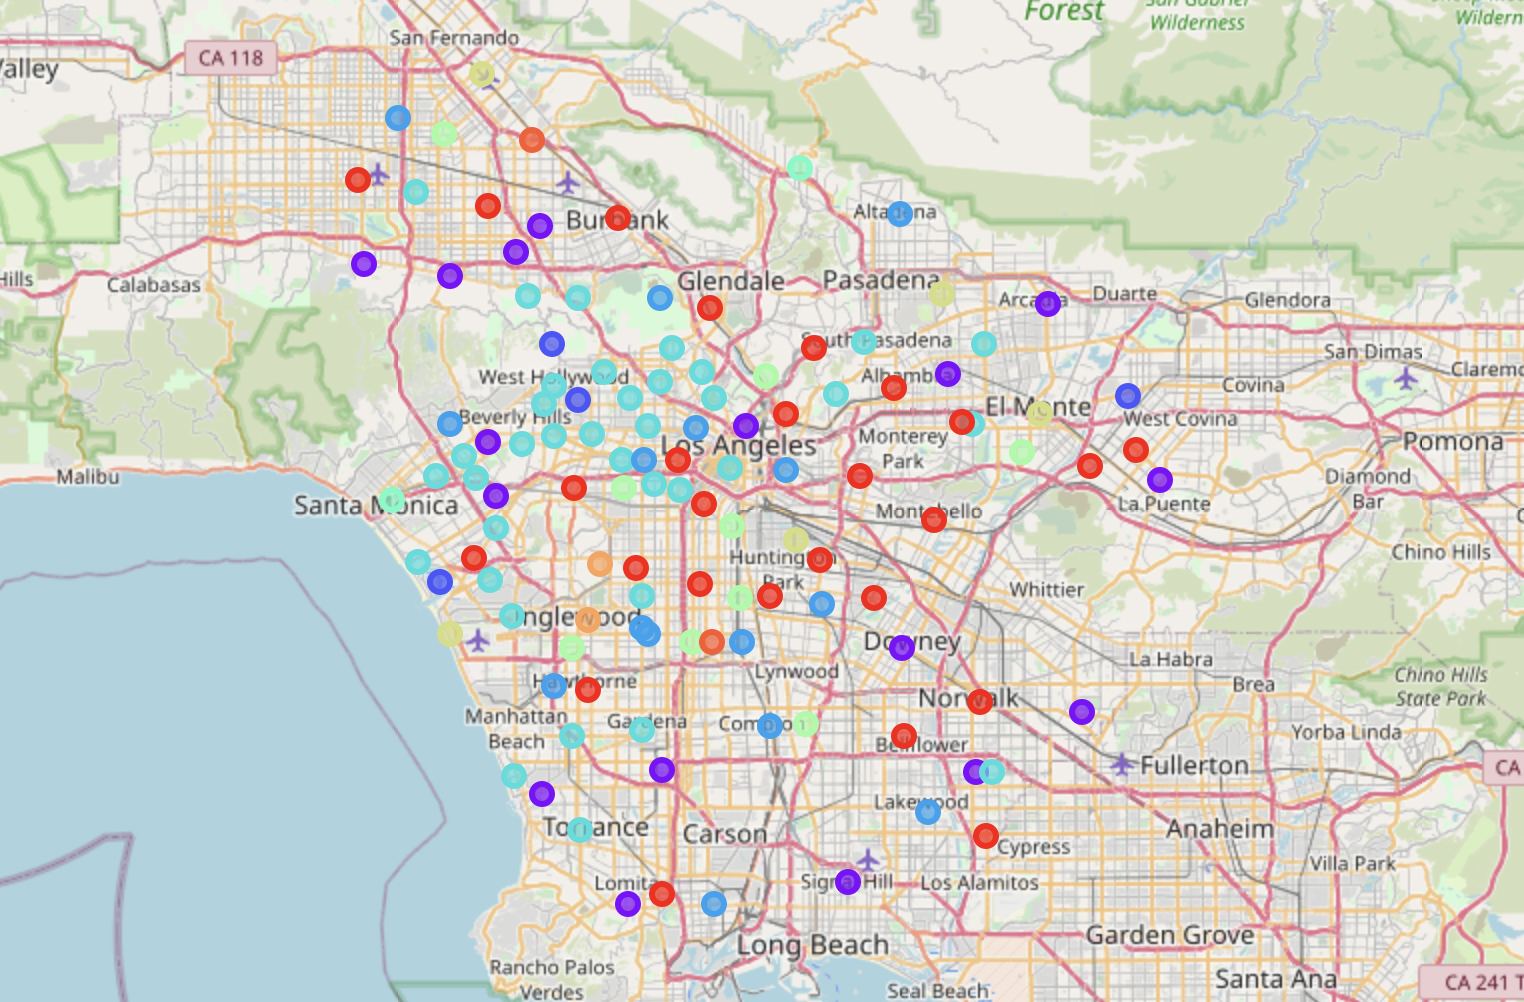 Forest
San Gabriel
Wilderness
Wildern
San Fernando
CA 118
Valley
Burbank
Altadena
Hills
Calabasas
Glendale
Pasadena
Arcadia
Duarte
Glendora
South Pasadena
San Dimas
West Hollywood
Alhambra
Covina
Claremo
Beverly Hills
El Monte
West Covina
Los Angeles
Monterey
Park
Pomona
Malibu
Diamond
Bar
Santa Monica
La Puente
Montebello
Huntington
Park
Chino Hills
Whittier
Inglewood
Downey
La Habra
Lynwood
Hawthorne
Brea
Chino Hills
State Park
Norwalk
Manhattan
Beach
Gardena
Compton
Bellflower
Yorba Linda
Fullerton
CA
Lakewood
Torrance
Carson
Anaheim
Cypress
Villa Park
Lomita
Signal Hill
Los Alamitos
Garden Grove
Long Beach
Rancho Palos
Verdes
Santa Ana
Seal Beach
CA 241 T